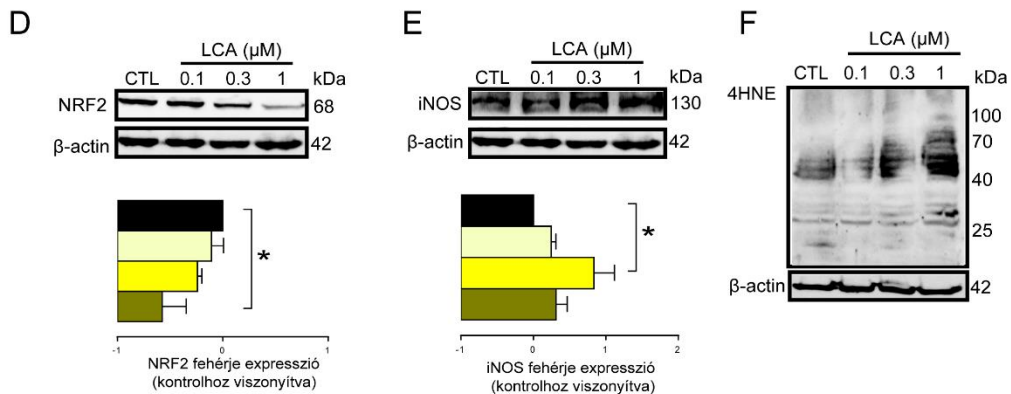 D
LCA (µM)
CTL 0.1 0.3 1 kDa
NRF2 68
β-actin 42
*
-1 0 1
NRF2 fehérje expresszió
(kontrolhoz viszonyítva)
E
LCA (µM)
CTL 0.1 0.3 1 kDa
iNOS 130
β-actin 42
*
-1 0 1 2
iNOS fehérje expresszió
(kontrolhoz viszonyítva)
F
LCA (µM)
CTL 0.1 0.3 1 kDa
4HNE
100
70
40
25
β-actin 42